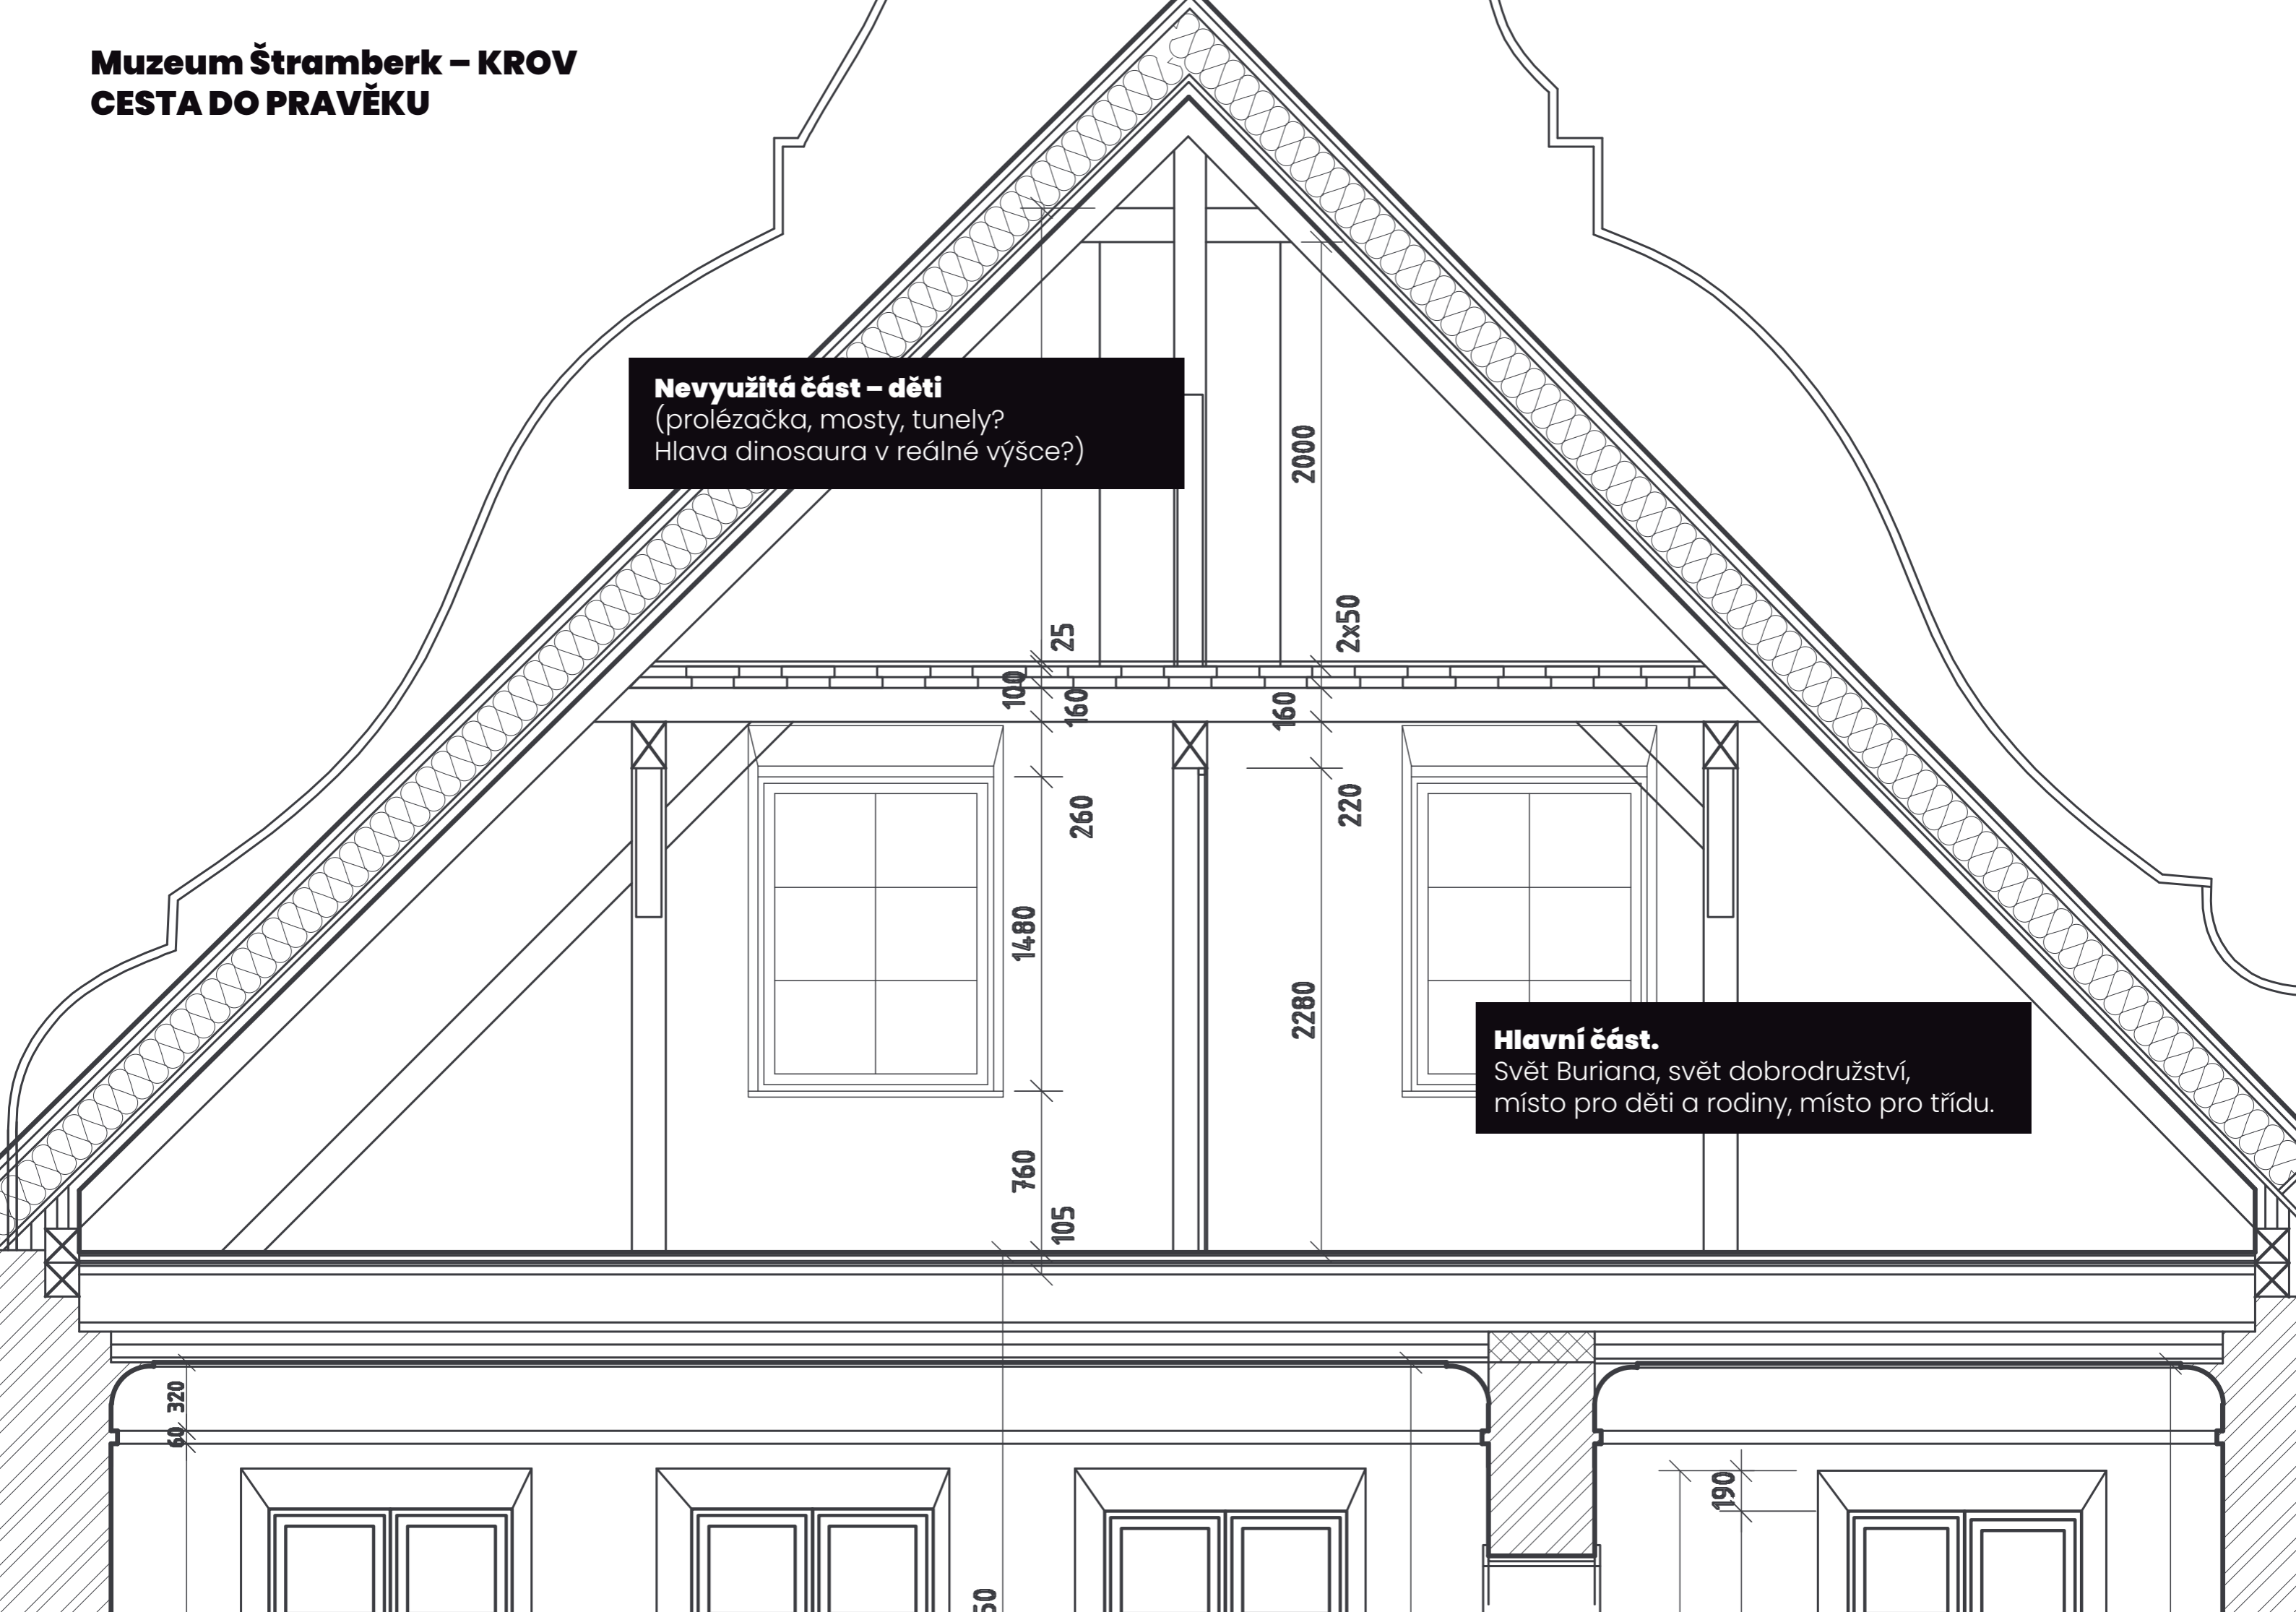 Muzeum Štramberk – KROV
CESTA DO PRAVĚKU
Nevyužitá část – děti
(prolézačka, mosty, tunely?
Hlava dinosaura v reálné výšce?)
2000
25
2x50
100
160
160
260
220
1480
2280
Hlavní část.
Svět Buriana, svět dobrodružství,
místo pro děti a rodiny, místo pro třídu.
760
105
320
60
190